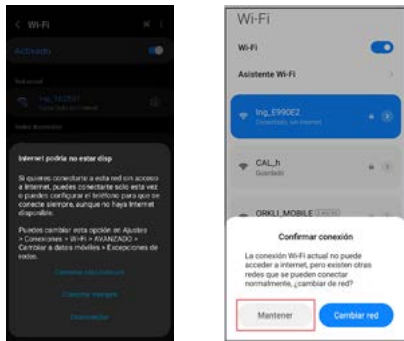 Wi-Fi
Activado
Internet podría no estar disp
Si quieres conectarte a esta red sin acceso
a Internet, puedes conectarte solo esta vez
o puedes configurar el teléfono para que se
conecte siempre, aunque no haya Internet
disponible.
Puedes cambiar esta opción en Ajustes
> Conexiones > Wi-Fi > AVANZADO >
Cambiar a datos móviles > Excepciones de
redes.
Conectar siempre
Desconectar
Wi-Fi
Wi-Fi
Asistente Wi-Fi
Ing_E990E2
Conectado, sin Internet
CAL_h
Guardado
ORKLI_MOBILE
Confirmar conexión
La conexión Wi-Fi actual no puede
acceder a internet, pero existen otras
redes que se pueden conectar
normalmente, ¿cambiar de red?
Mantener
Cambiar red